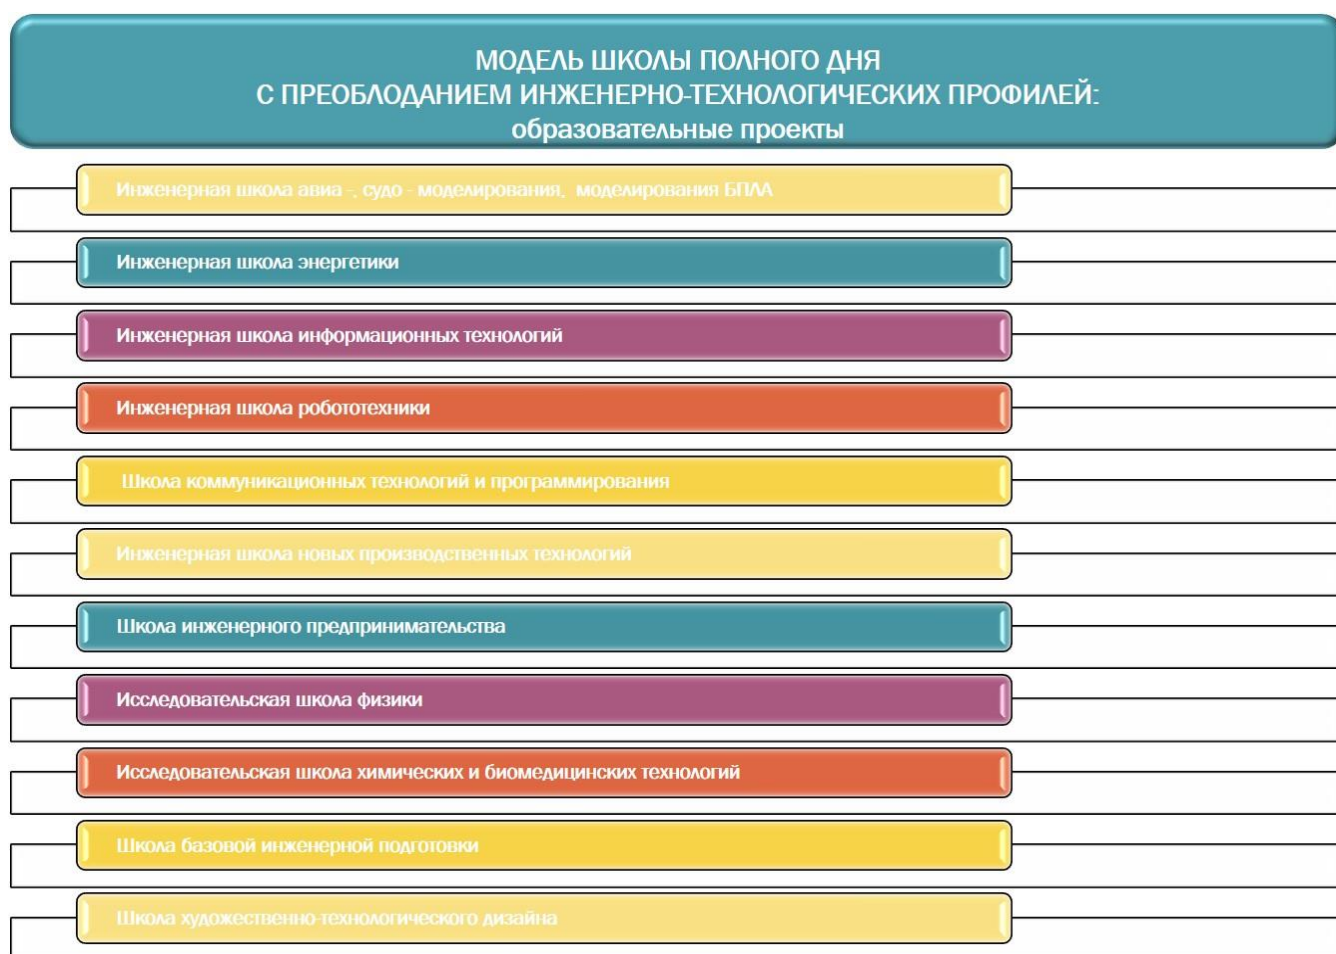 МОДЕЛЬ ШКОЛЫ ПОЛНОГО ДНЯ
С ПРЕОБЛОДАНИЕМ ИНЖЕНЕРНО-ТЕХНОЛОГИЧЕСКИХ ПРОФИЛЕЙ:
образовательные проекты
Инженерная школа авиа -, судо - моделирования, моделирования БПЛА
Инженерная школа энергетики
Инженерная школа информационных технологий
Инженерная школа робототехники
Школа коммуникационных технологий и программирования
Инженерная школа новых производственных технологий
Школа инженерного предпринимательства
Исследовательская школа физики
Исследовательская школа химических и биомедицинских технологий
Школа базовой инженерной подготовки
Школа художественно-технологического дизайна